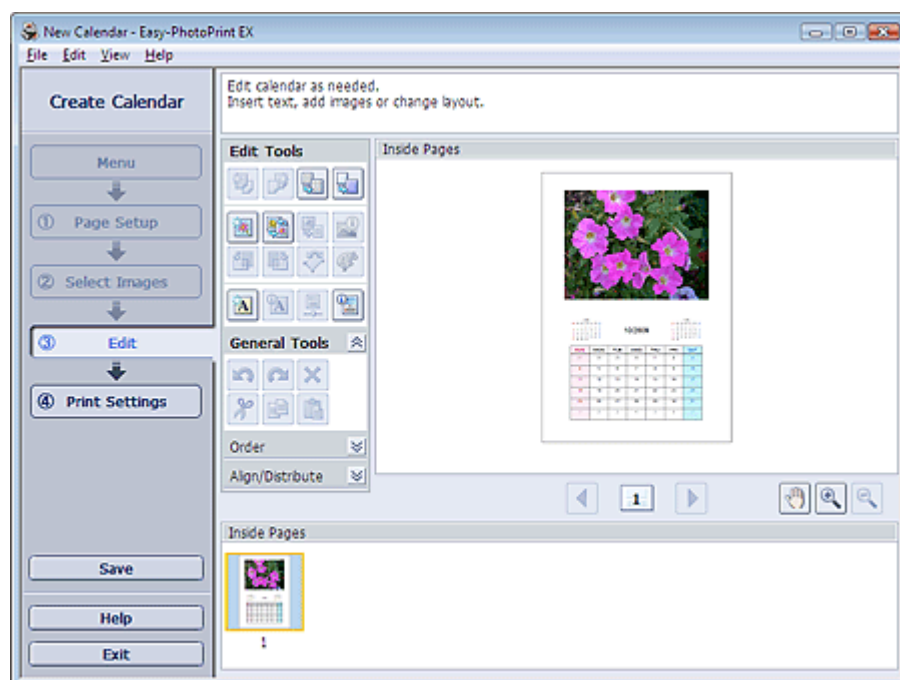 New Calendar - Easy-PhotoPrint EX
File Edit View Help
Create Calendar
Edit calendar as needed.
Insert text, add images or change layout.
Menu
① Page Setup
② Select Images
③ Edit
④ Print Settings
Save
Help
Exit
Edit Tools
General Tools
Order
Align/Distribute
Inside Pages
10/2009
1
Inside Pages
1